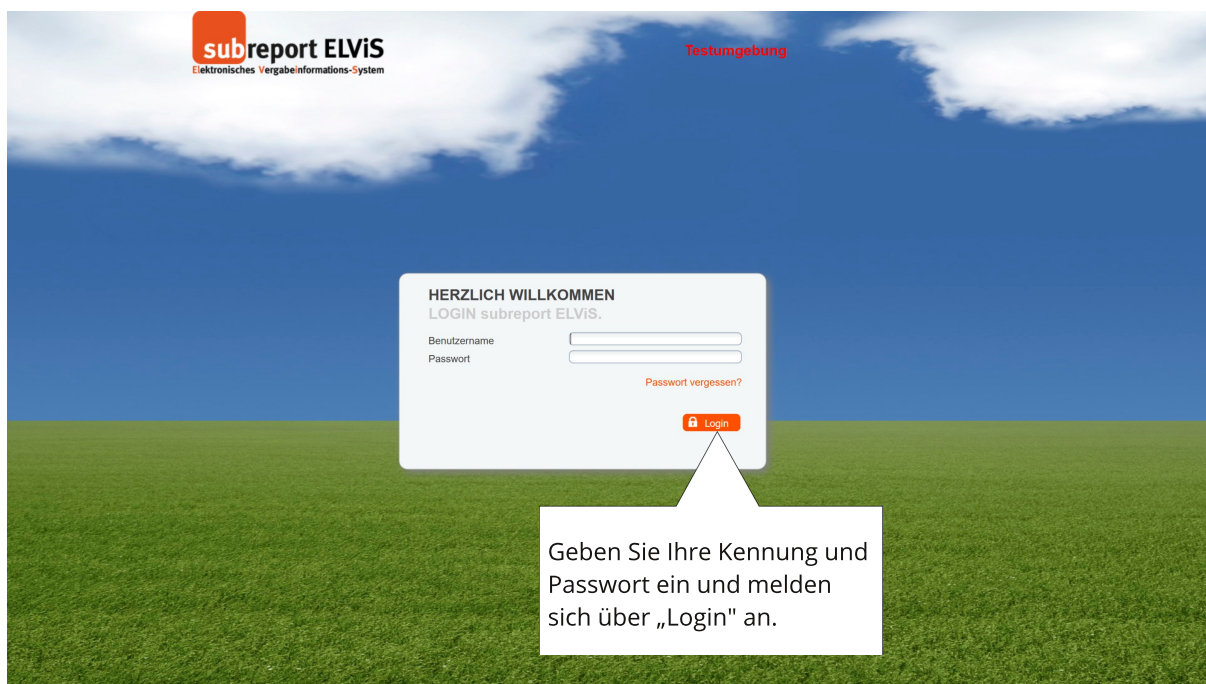 subreport ELViS
Elektronisches Vergabeinformations-System
Testumgebung
HERZLICH WILLKOMMEN
LOGIN subreport ELViS.
Benutzername
Passwort
Passwort vergessen?
Login
Geben Sie Ihre Kennung und
Passwort ein und melden
sich über „Login" an.